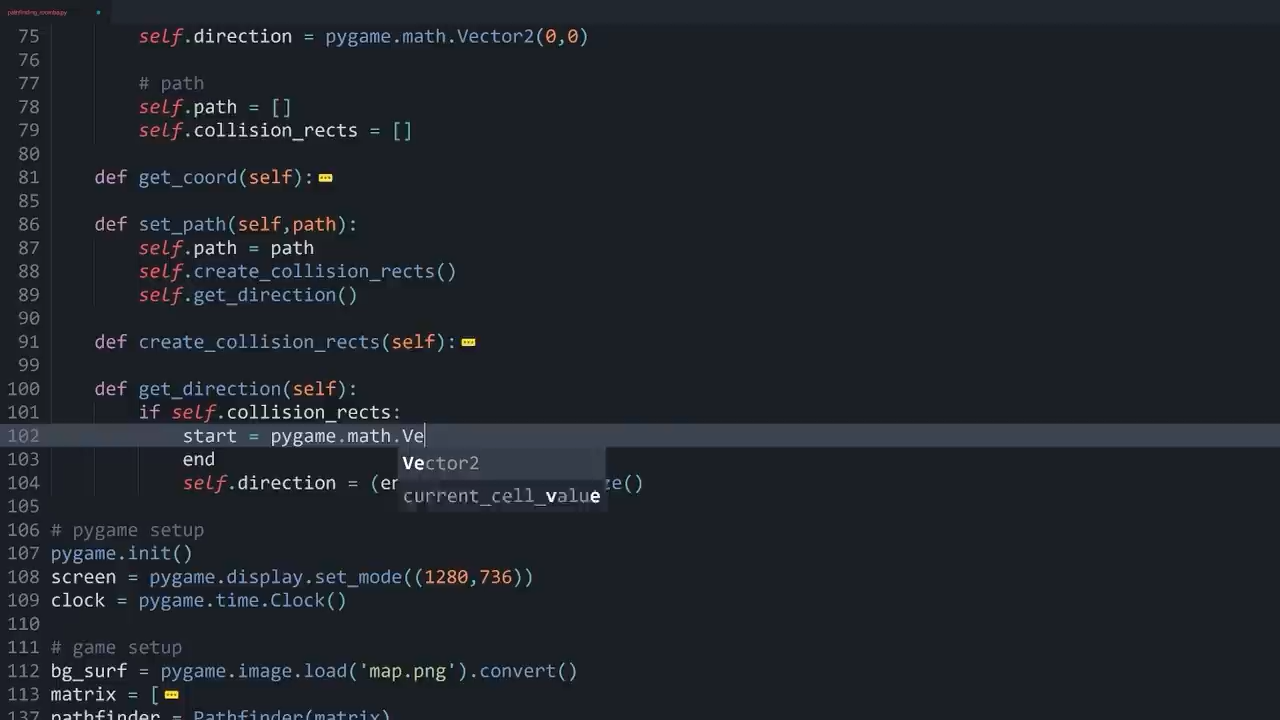 pathfinding_roomba.py
75 self.direction = pygame.math.Vector2(0,0)
76
77 # path
78 self.path = []
79 self.collision_rects = []
80
81 def get_coord(self):
85
86 def set_path(self,path):
87 self.path = path
88 self.create_collision_rects()
89 self.get_direction()
90
91 def create_collision_rects(self):
99
100 def get_direction(self):
101 if self.collision_rects:
102 start = pygame.math.Ve
Vector2
103 end
current_cell_value
104 self.direction = (en ze()
105
106 # pygame setup
107 pygame.init()
108 screen = pygame.display.set_mode((1280,736))
109 clock = pygame.time.Clock()
110
111 # game setup
112 bg_surf = pygame.image.load('map.png').convert()
113 matrix = [
137 pathfinder = Pathfinder(matrix)